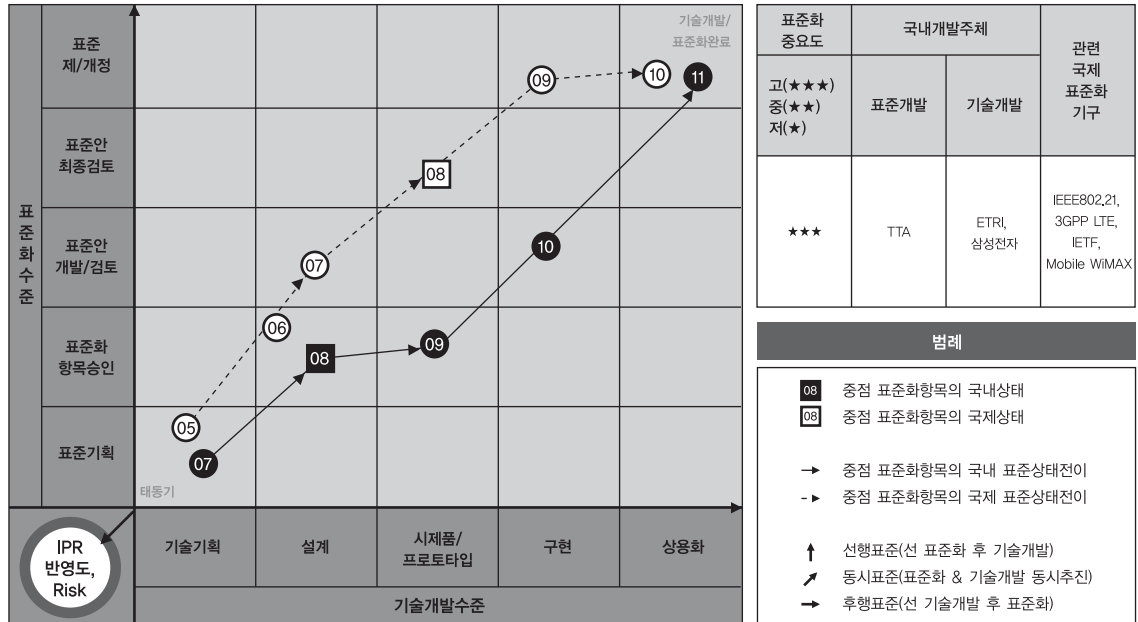 표준화수준
표준
제/개정
표준안
최종검토
표준안
개발/검토
표준화
항목승인
표준기획
기술개발/
표준화완료
09
10
11
08
07
10
06
08
09
05
07
태동기
IPR
반영도,
Risk
기술기획
설계
시제품/
프로토타입
구현
상용화
기술개발수준
표준화
중요도
국내개발주체
관련
국제
표준화
기구
고(★★★)
중(★★)
저(★)
표준개발
기술개발
★★★
TTA
ETRI,
삼성전자
IEEE802.21,
3GPP LTE,
IETF,
Mobile WiMAX
범례
08 중점 표준화항목의 국내상태
08 중점 표준화항목의 국제상태
중점 표준화항목의 국내 표준상태전이
중점 표준화항목의 국제 표준상태전이
선행표준(선 표준화 후 기술개발)
동시표준(표준화 & 기술개발 동시추진)
후행표준(선 기술개발 후 표준화)